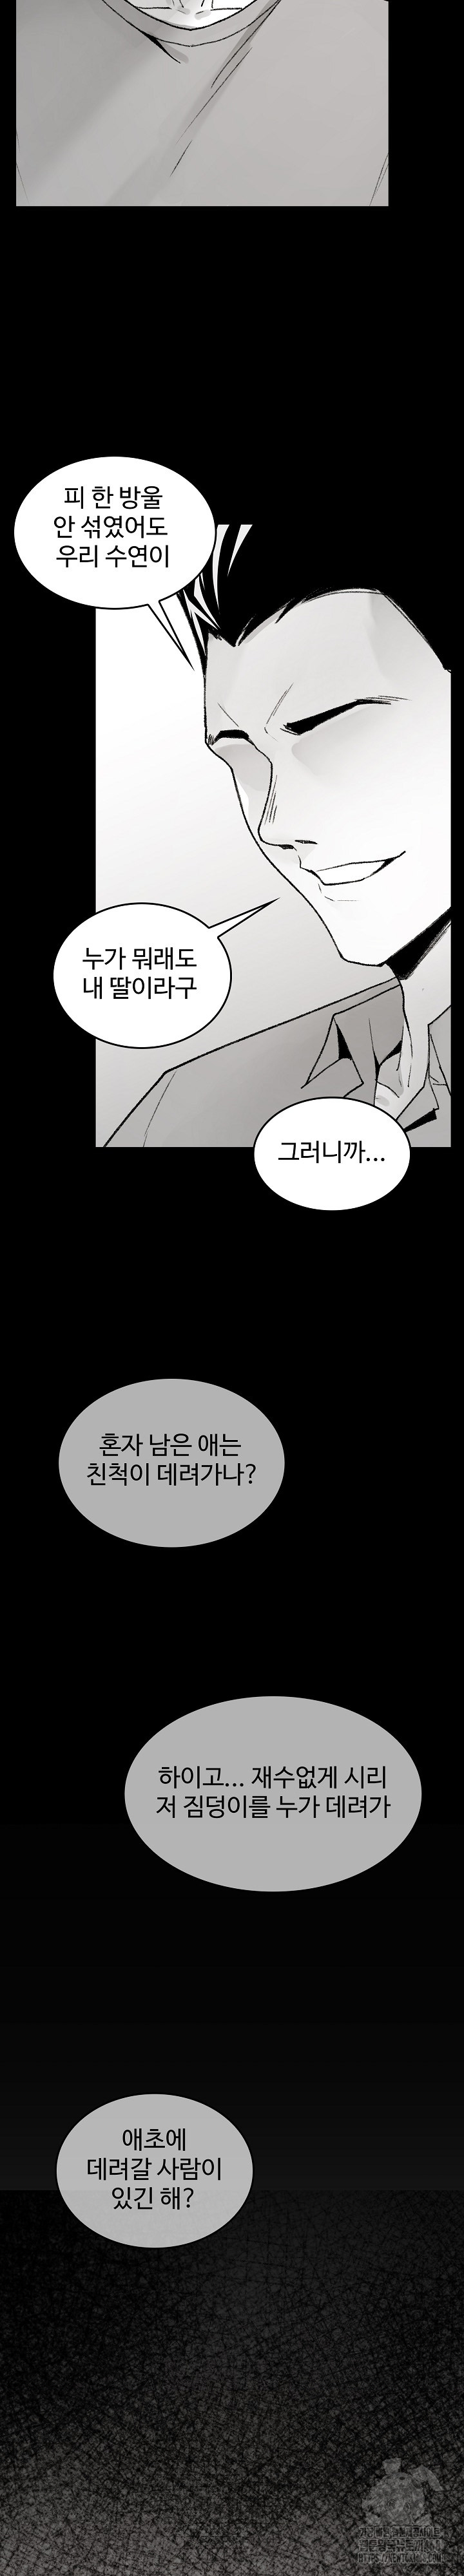 피 한 방울
안 섞였어도
우리 수연이
누가 뭐래도
내 딸이라구
그러니까...
혼자 남은 애는
친척이 데려가나?
하이고... 재수없게 시리
저 짐덩이를 누가 데려가
애초에
데려갈 사람이
있긴 해?